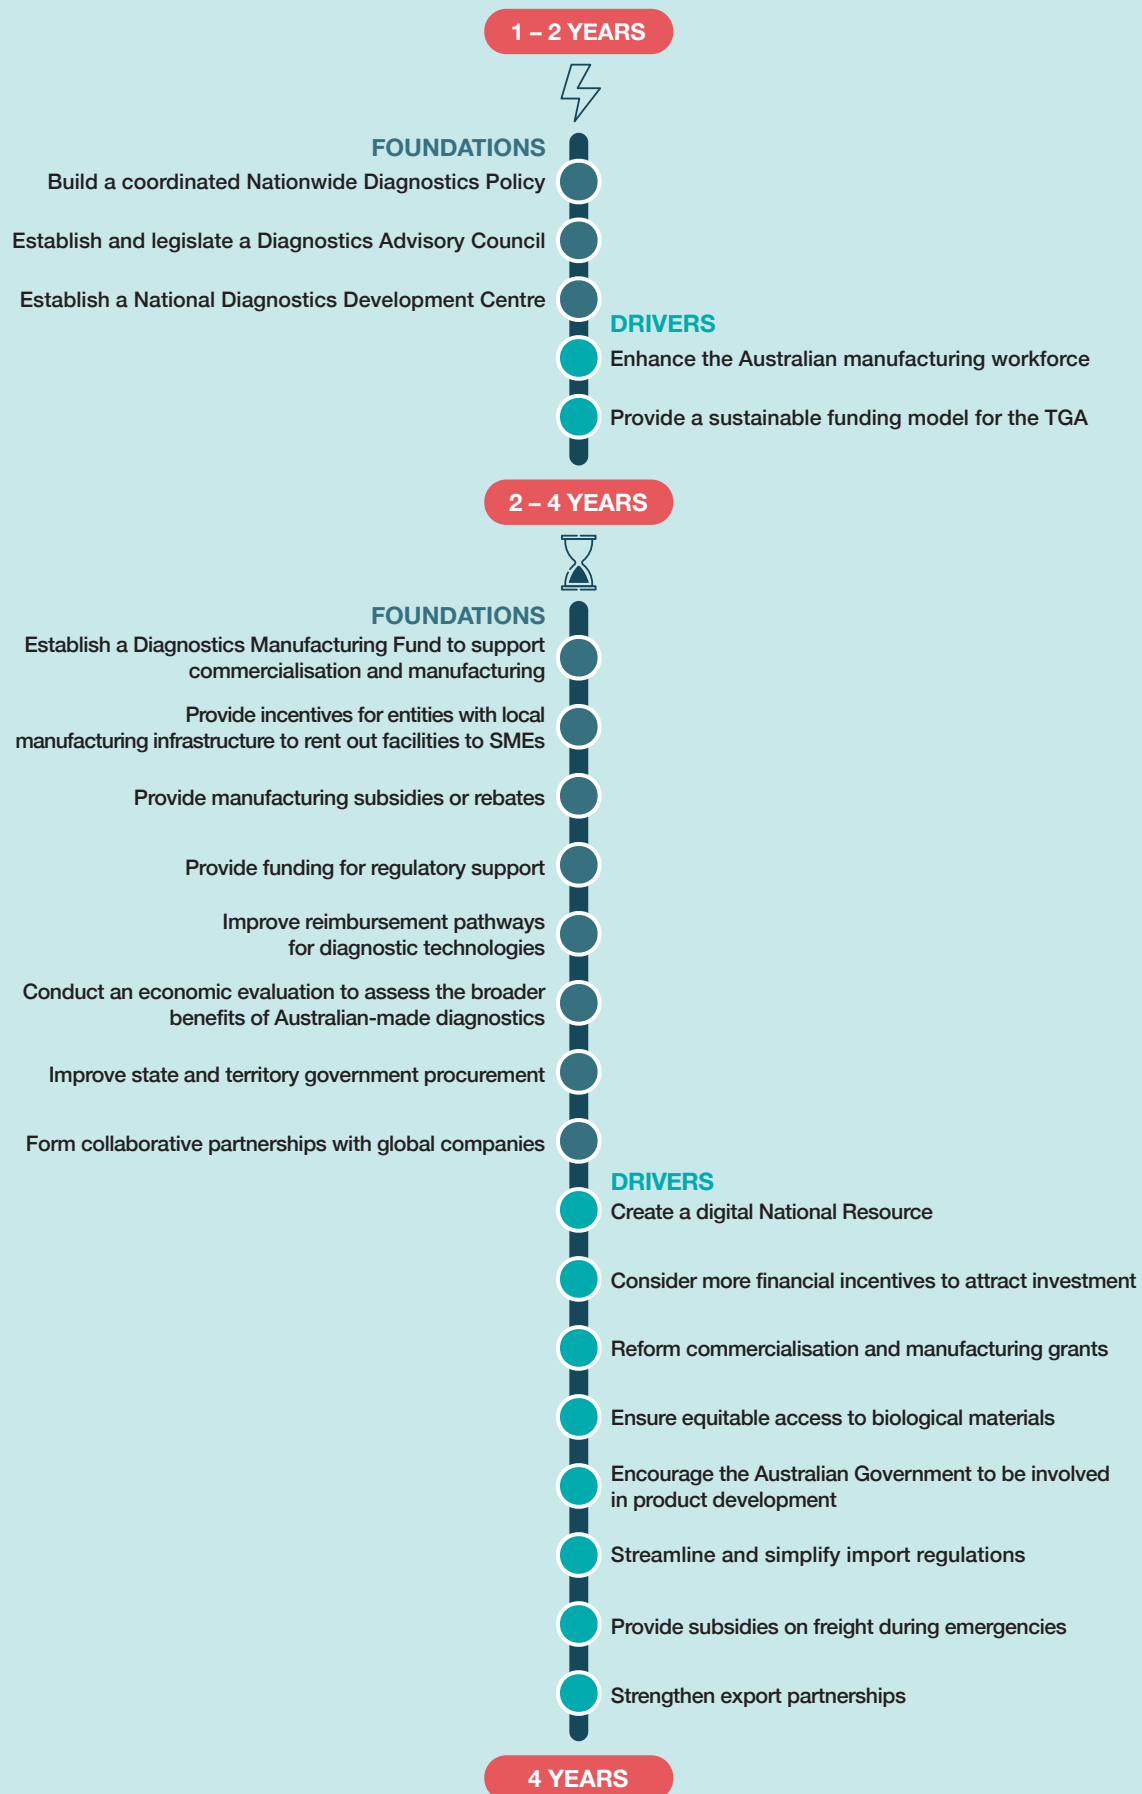 1 – 2 YEARS
FOUNDATIONS
Build a coordinated Nationwide Diagnostics Policy
Establish and legislate a Diagnostics Advisory Council
Establish a National Diagnostics Development Centre
DRIVERS
Enhance the Australian manufacturing workforce
Provide a sustainable funding model for the TGA
2 – 4 YEARS
FOUNDATIONS
Establish a Diagnostics Manufacturing Fund to support
commercialisation and manufacturing
Provide incentives for entities with local
manufacturing infrastructure to rent out facilities to SMEs
Provide manufacturing subsidies or rebates
Provide funding for regulatory support
Improve reimbursement pathways
for diagnostic technologies
Conduct an economic evaluation to assess the broader
benefits of Australian-made diagnostics
Improve state and territory government procurement
Form collaborative partnerships with global companies
DRIVERS
Create a digital National Resource
Consider more financial incentives to attract investment
Reform commercialisation and manufacturing grants
Ensure equitable access to biological materials
Encourage the Australian Government to be involved
in product development
Streamline and simplify import regulations
Provide subsidies on freight during emergencies
Strengthen export partnerships
4 YEARS